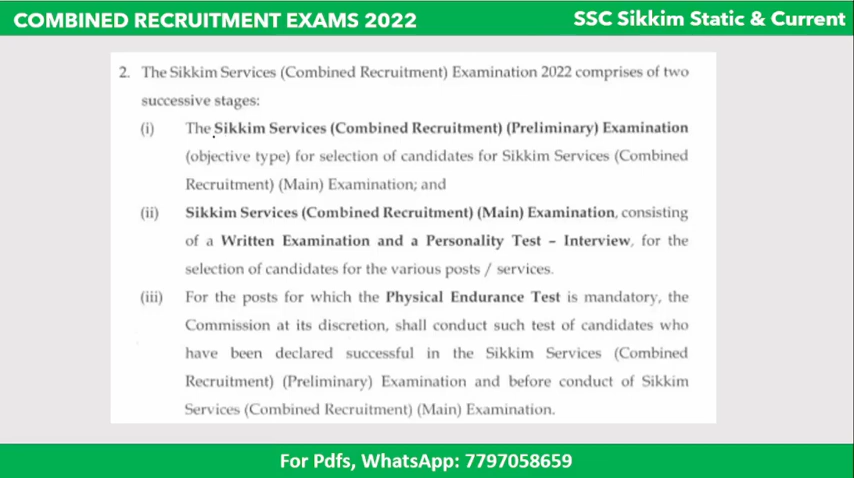 COMBINED RECRUITMENT EXAMS 2022
SSC Sikkim Static & Current
2. The Sikkim Services (Combined Recruitment) Examination 2022 comprises of two
successive stages:
(i) The Sikkim Services (Combined Recruitment) (Preliminary) Examination
(objective type) for selection of candidates for Sikkim Services (Combined
Recruitment) (Main) Examination; and
(ii) Sikkim Services (Combined Recruitment) (Main) Examination, consisting
of a Written Examination and a Personality Test – Interview, for the
selection of candidates for the various posts / services.
(iii) For the posts for which the Physical Endurance Test is mandatory, the
Commission at its discretion, shall conduct such test of candidates who
have been declared successful in the Sikkim Services (Combined
Recruitment) (Preliminary) Examination and before conduct of Sikkim
Services (Combined Recruitment) (Main) Examination.
For Pdfs, WhatsApp: 7797058659